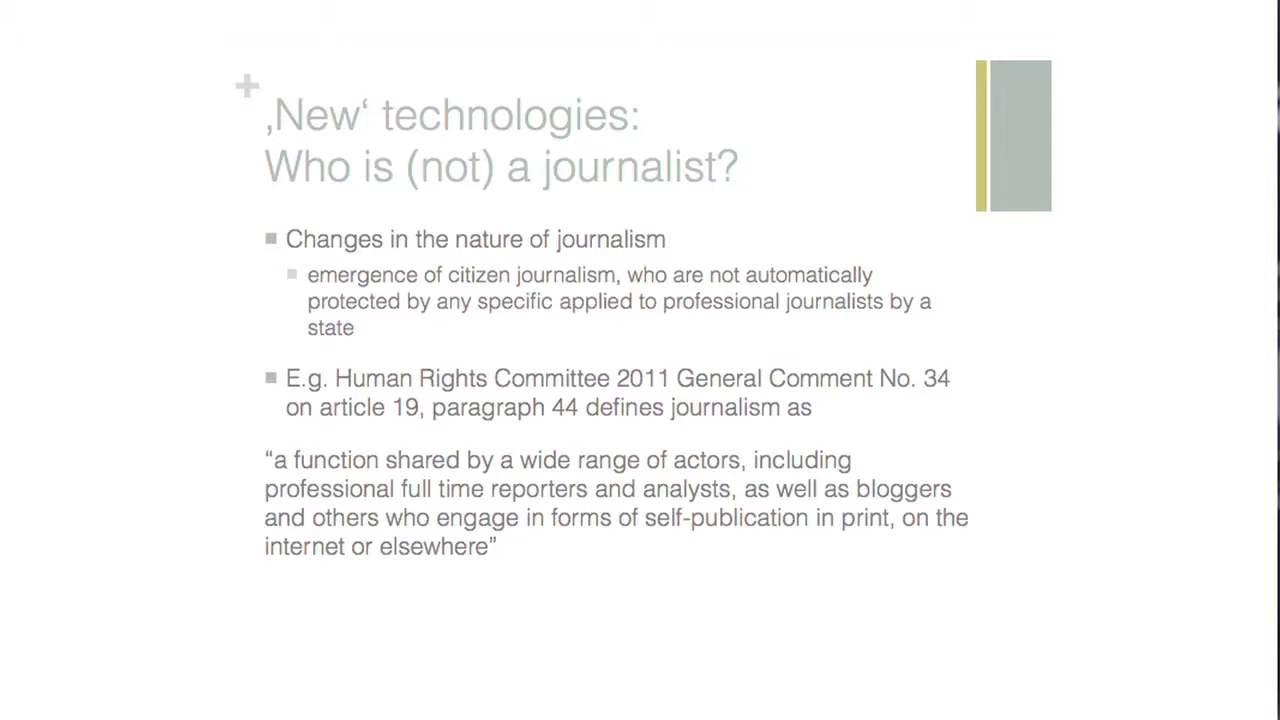 ‚New‘ technologies:
Who is (not) a journalist?
Changes in the nature of journalism
emergence of citizen journalism, who are not automatically
protected by any specific applied to professional journalists by a
state
E.g. Human Rights Committee 2011 General Comment No. 34
on article 19, paragraph 44 defines journalism as
“a function shared by a wide range of actors, including
professional full time reporters and analysts, as well as bloggers
and others who engage in forms of self-publication in print, on the
internet or elsewhere”